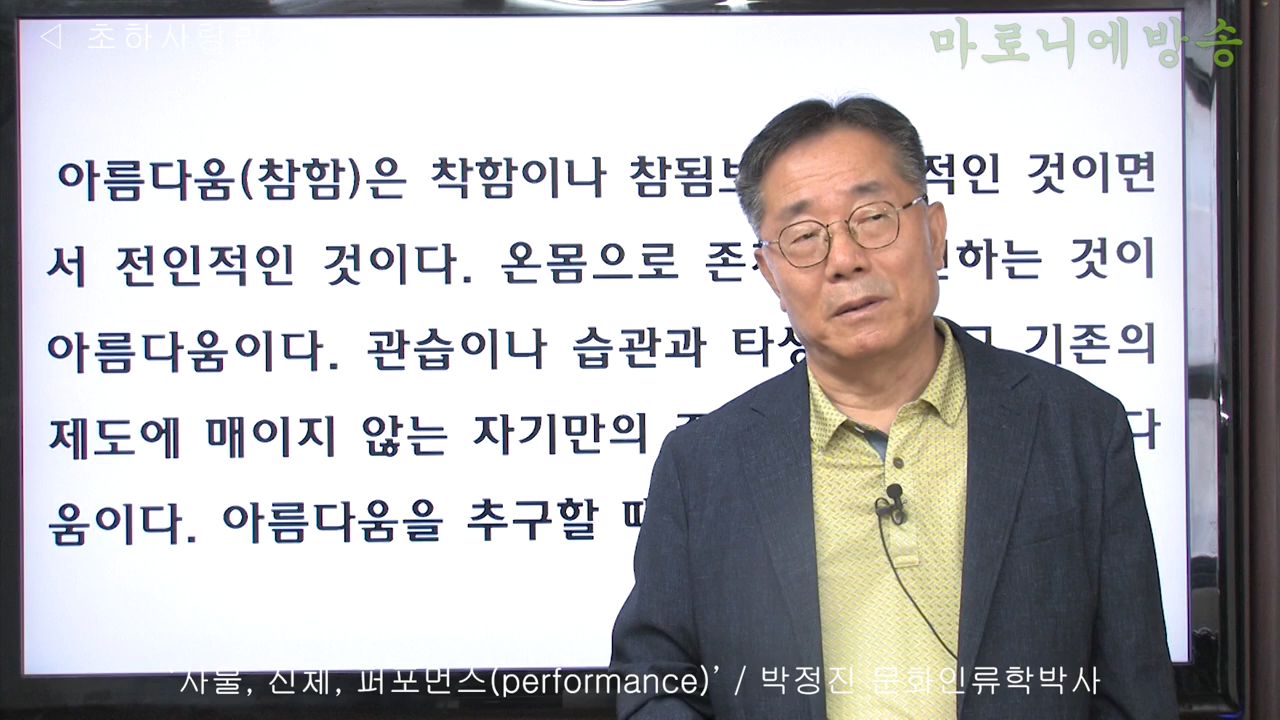 ◁ 초하사랑방
마로니에방송
아름다움(참함)은 착함이나 참됨보 적인 것이면
서 전인적인 것이다. 온몸으로 하는 것이
아름다움이다. 관습이나 습관과 기존의
제도에 매이지 않는 자기만의 다
움이다. 아름다움을 추구할
‘사물, 신체, 퍼포먼스(performance)’ / 박정진 문화인류학박사